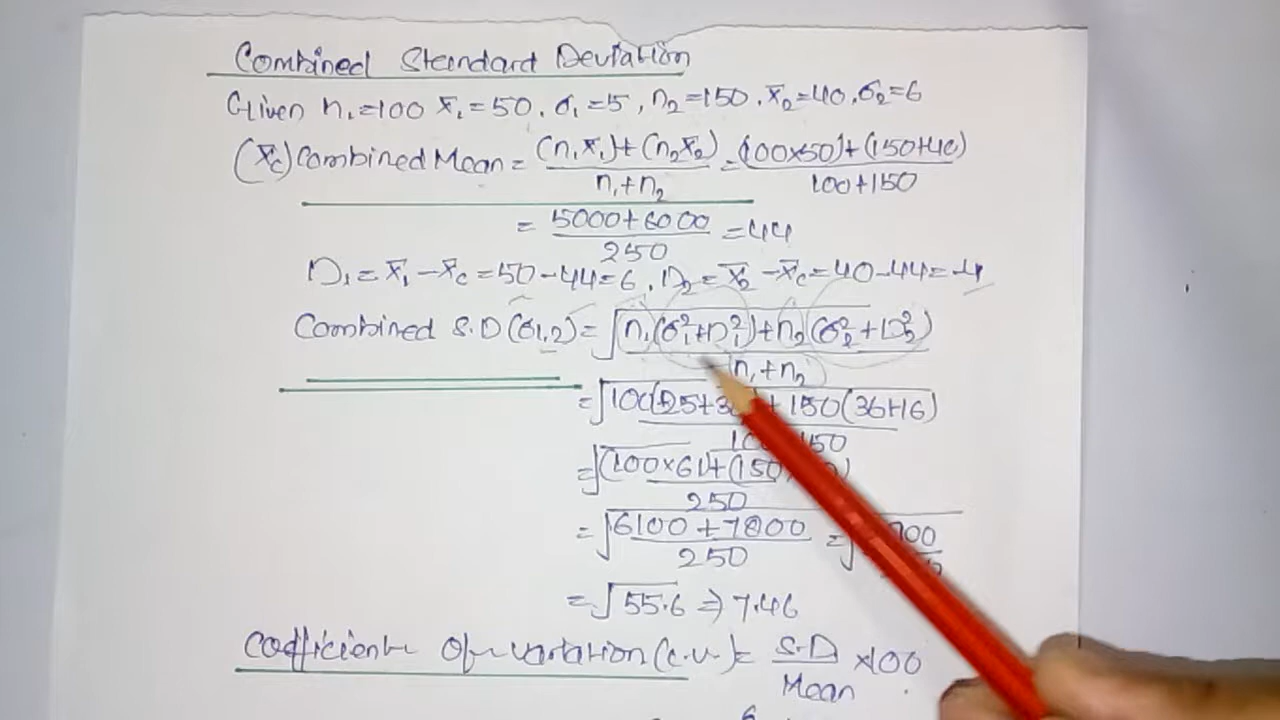 Combined Standard Deviation
Given n₁=100 x̄₁=50, σ₁=5, n₂=150, x̄₂=40, σ₂=6
(x̄c) Combined Mean = (n₁x̄₁)+(n₂x̄₂) / n₁+n₂ = (100×50)+(150+40) / 100+150
= 5000+6000 / 250 = 44
D₁ = x̄₁ - x̄c = 50-44=6, D₂ = x̄₂ - x̄c = 40-44=-4
Combined S.D (σ1,2) = √ n₁(σ₁²+D₁²)+n₂(σ₂²+D₂²) / (n₁+n₂)
= √ 100(25+3 + 150(36+16) / 150
= √ (100×61)+(150 / 250
= √ 6100+7800 / 250 = √ 900
= √55.6 ⇒ 7.46
Coefficient Of variation (c.v) = S.D / Mean ×100
6